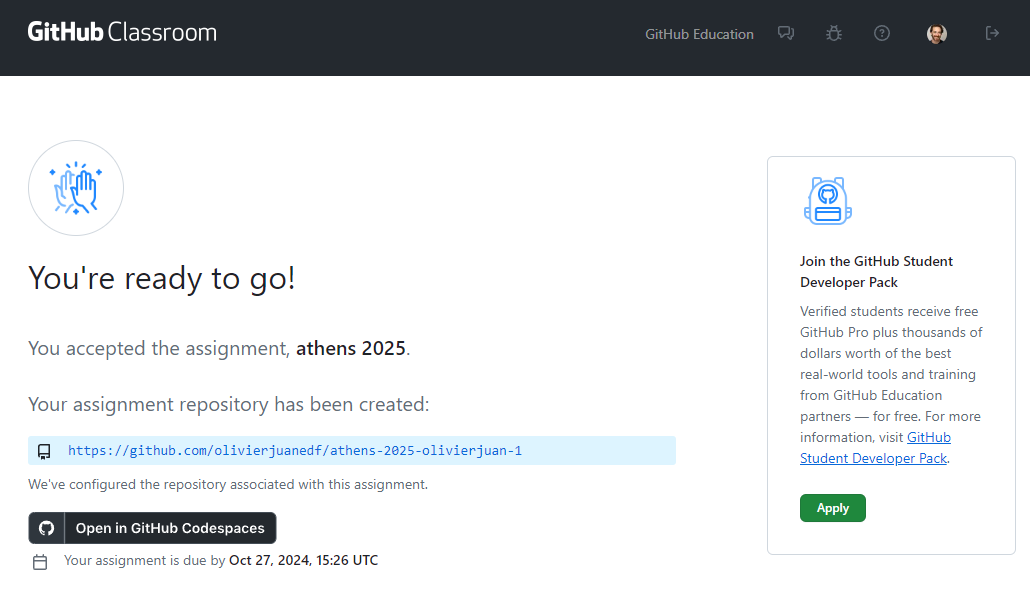 GitHub Classroom
GitHub Education
You're ready to go!
You accepted the assignment, athens 2025.
Your assignment repository has been created:
https://github.com/olivierjuanedf/athens-2025-olivierjuan-1
We've configured the repository associated with this assignment.
Open in GitHub Codespaces
Your assignment is due by Oct 27, 2024, 15:26 UTC
Join the GitHub Student
Developer Pack
Verified students receive free
GitHub Pro plus thousands of
dollars worth of the best
real-world tools and training
from GitHub Education
partners — for free. For more
information, visit GitHub
Student Developer Pack.
Apply